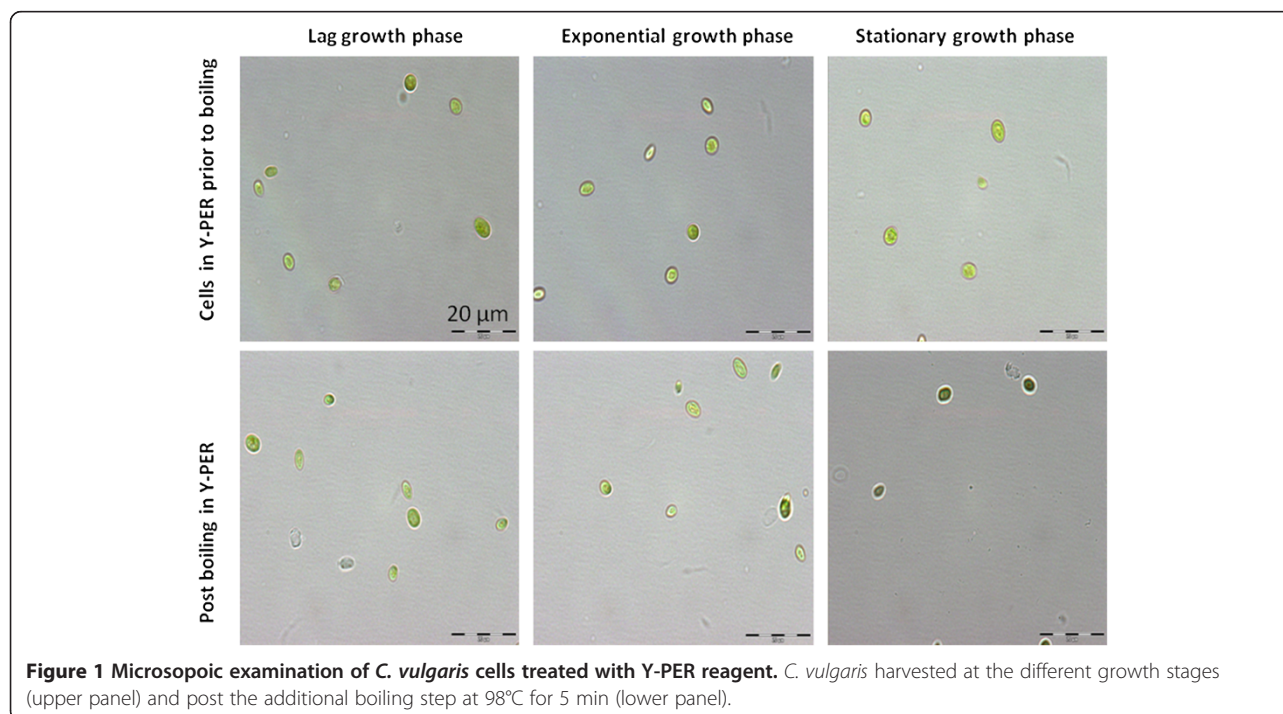 Lag growth phase
Exponential growth phase
Stationary growth phase
Cells in Y-PER prior to boiling
20 µm
Post boiling in Y-PER
Figure 1 Microsopoic examination of C. vulgaris cells treated with Y-PER reagent. C. vulgaris harvested at the different growth stages
(upper panel) and post the additional boiling step at 98°C for 5 min (lower panel).